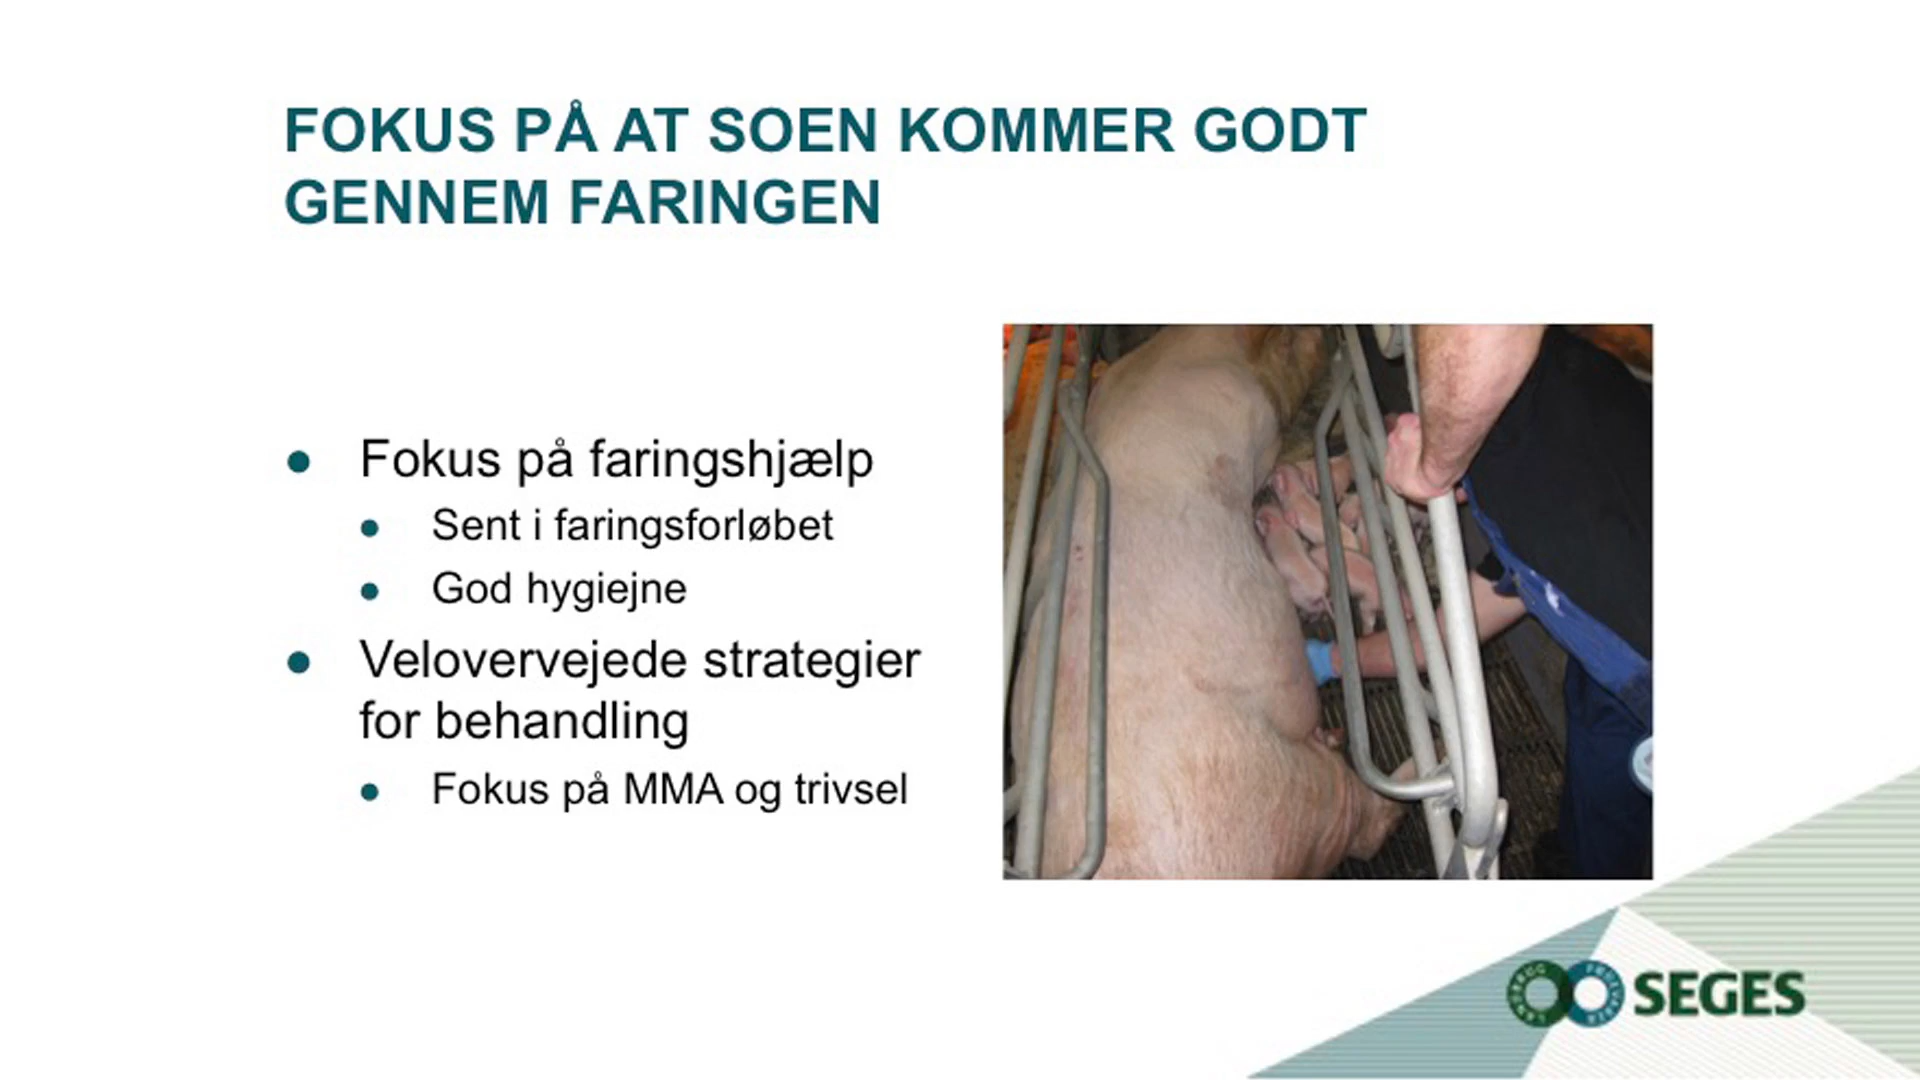 FOKUS PÅ AT SOEN KOMMER GODT
GENNEM FARINGEN
Fokus på faringshjælp
Sent i faringsforløbet
God hygiejne
Velovervejede strategier
for behandling
Fokus på MMA og trivsel
SEGES